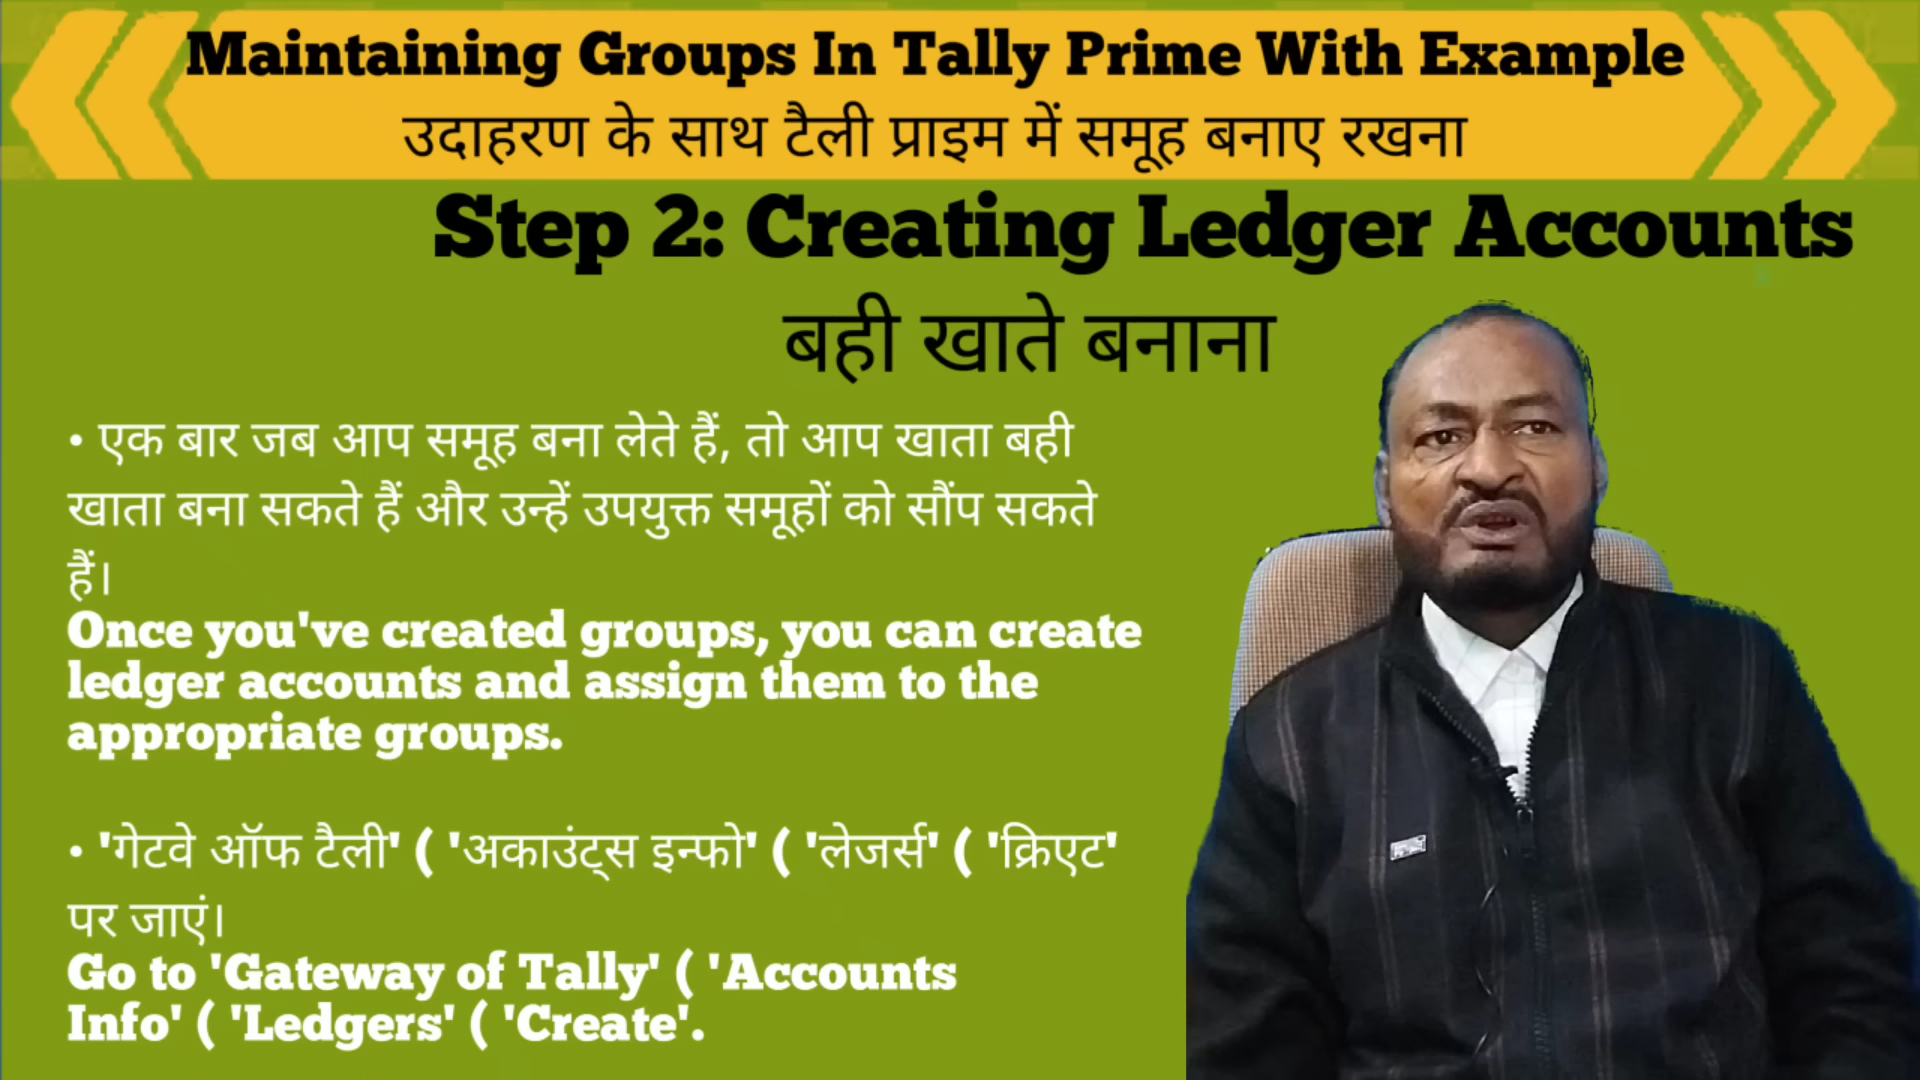 Maintaining Groups In Tally Prime With Example
उदाहरण के साथ टैली प्राइम में समूह बनाए रखना
Step 2: Creating Ledger Accounts
बही खाते बनाना
• एक बार जब आप समूह बना लेते हैं, तो आप खाता बही
खाता बना सकते हैं और उन्हें उपयुक्त समूहों को सौंप सकते
हैं।
Once you've created groups, you can create
ledger accounts and assign them to the
appropriate groups.
• 'गेटवे ऑफ टैली' ( 'अकाउंट्स इन्फो' ( 'लेजर्स' ( 'क्रिएट'
पर जाएं।
Go to 'Gateway of Tally' ( 'Accounts
Info' ( 'Ledgers' ( 'Create'.